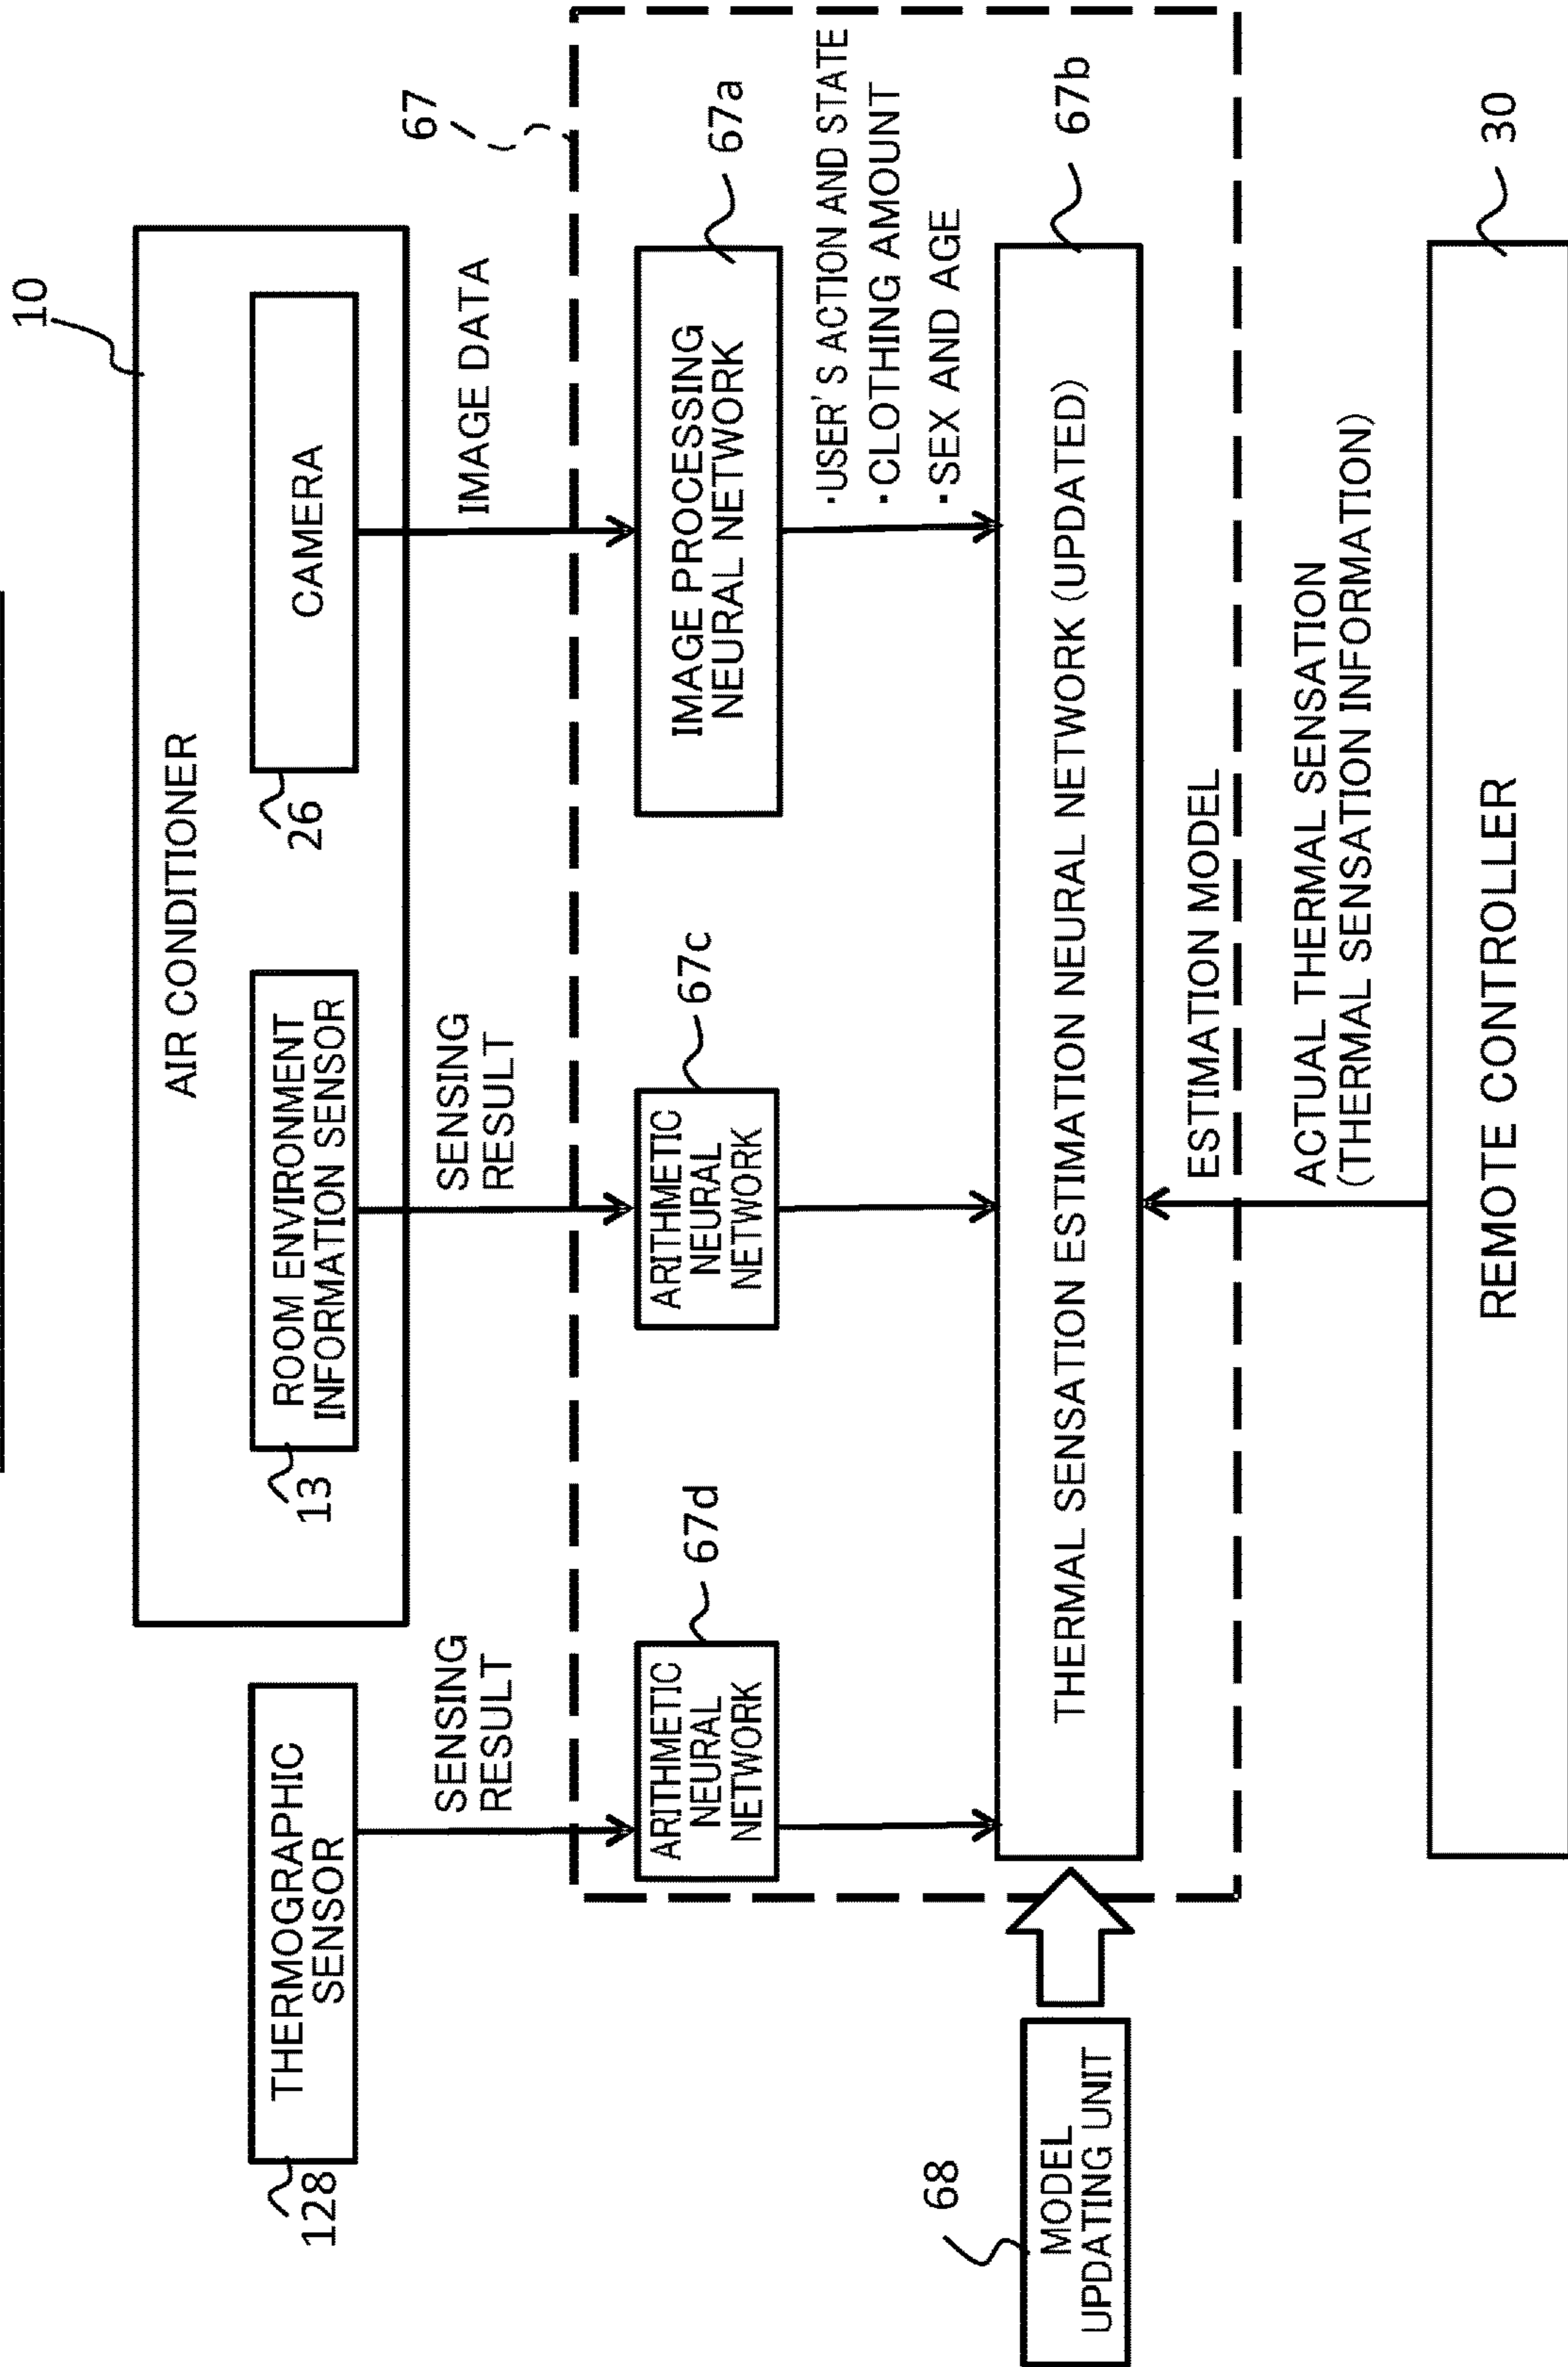 10
AIR CONDITIONER
THERMOGRAPHIC
SENSOR
128
ROOM ENVIRONMENT
INFORMATION SENSOR
13
CAMERA
26
SENSING
RESULT
SENSING
RESULT
IMAGE DATA
67
ARITHMETIC
NEURAL
NETWORK
67d
ARITHMETIC
NEURAL
NETWORK
67c
IMAGE PROCESSING
NEURAL NETWORK
67a
・USER'S ACTION AND STATE
・CLOTHING AMOUNT
・SEX AND AGE
68
MODEL
UPDATING UNIT
THERMAL SENSATION ESTIMATION NEURAL NETWORK (UPDATED)
67b
ESTIMATION MODEL
ACTUAL THERMAL SENSATION
(THERMAL SENSATION INFORMATION)
REMOTE CONTROLLER
30